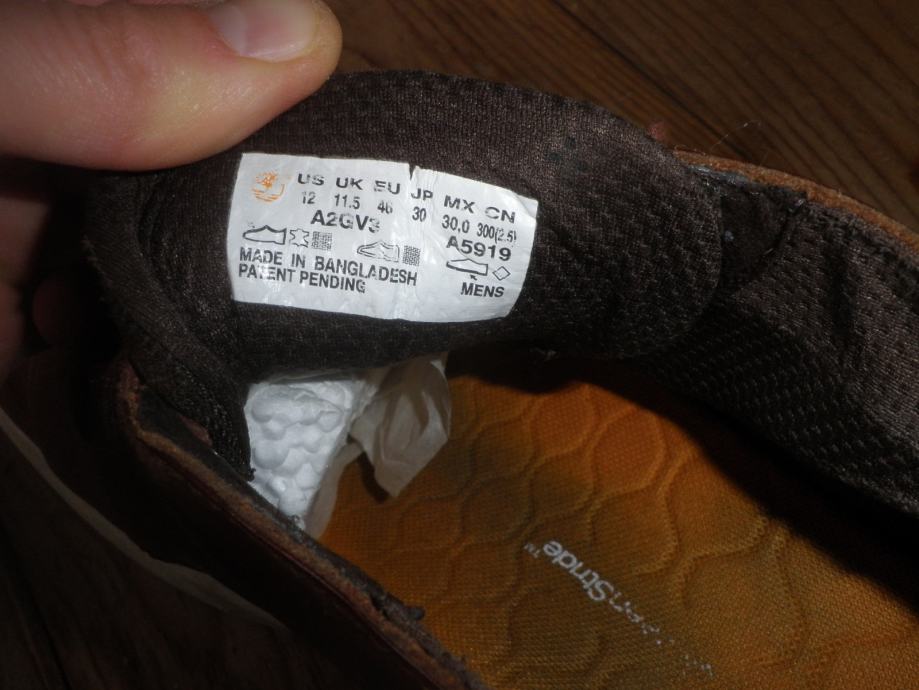 US UK EU JP MX CN
12 11.5 46 30 30,0 300(2.5)
A2GV3 A5919
MADE IN BANGLADESH
PATENT PENDING MENS
Stride™